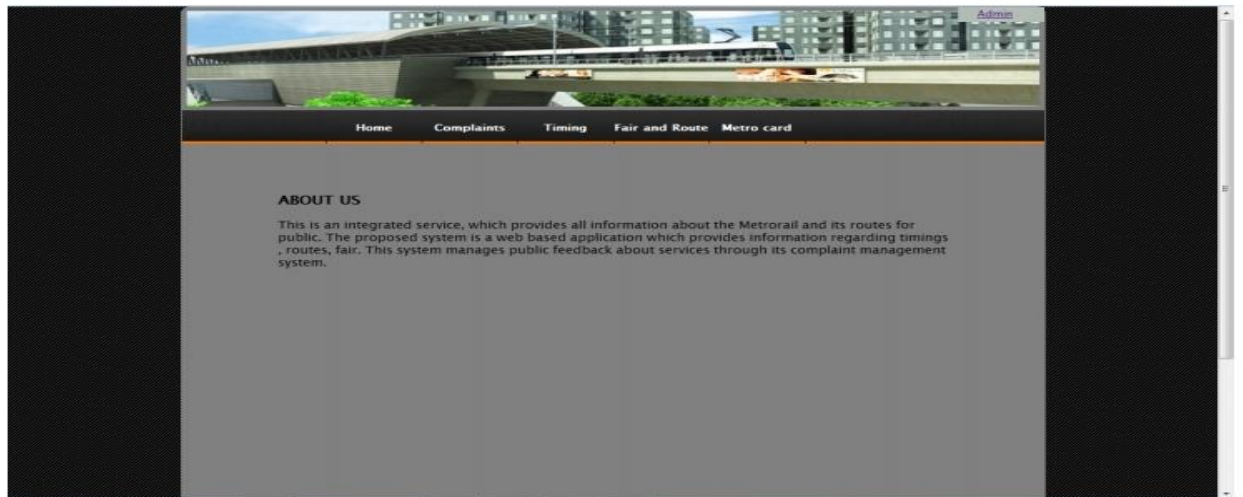 Admin
Home Complaints Timing Fair and Route Metro card
ABOUT US
This is an integrated service, which provides all information about the Metrorail and its routes for
public. The proposed system is a web based application which provides information regarding timings
, routes, fair. This system manages public feedback about services through its complaint management
system.